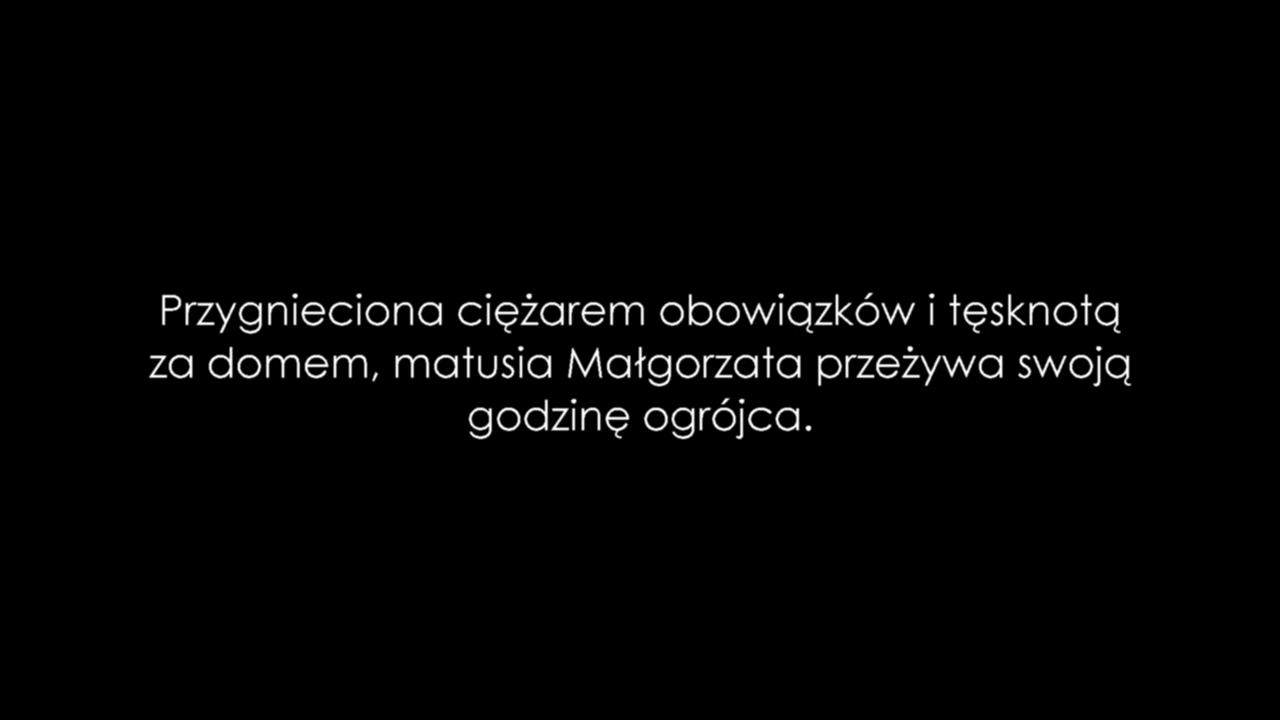 Przygnieciona ciężarem obowiązków i tęsknotą
za domem, matusia Małgorzata przeżywa swoją
godzinę ogrójca.